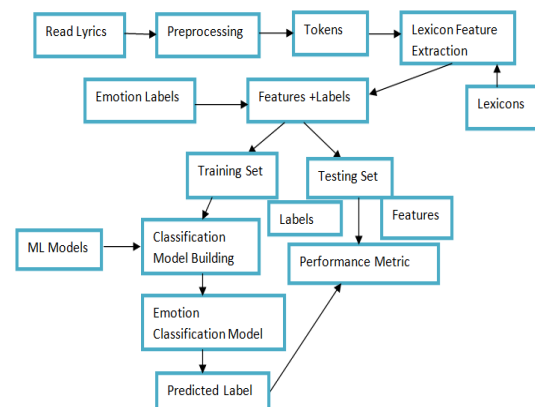 Read Lyrics
Preprocessing
Tokens
Lexicon Feature
Extraction
Emotion Labels
Features +Labels
Lexicons
Training Set
Testing Set
Labels
Features
ML Models
Classification
Model Building
Performance Metric
Emotion
Classification Model
Predicted Label